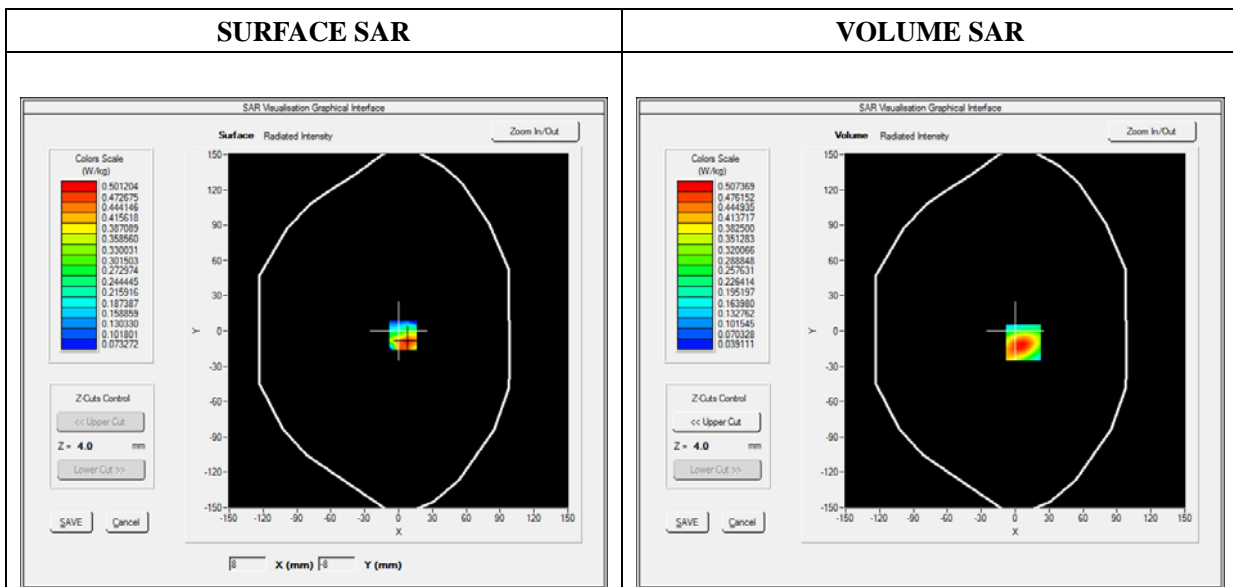 SURFACE SAR
VOLUME SAR
SAR Visualisation Graphical Interface
Surface Radiated Intensity
Zoom In/Out
Colors Scale
(W/kg)
0.501204
0.472675
0.444146
0.415618
0.387089
0.358560
0.330031
0.301503
0.272974
0.244445
0.215916
0.187387
0.158859
0.130330
0.101801
0.073272
Z-Cuts Control
<< Upper Cut
Z = 4.0 mm
Lower Cut >>
SAVE Cancel
150
120
90
60
30
0
-30
-60
-90
-120
-150
Y
-150 -120 -90 -60 -30 0 30 60 90 120 150
X
8 X (mm) -8 Y (mm)
SAR Visualisation Graphical Interface
Volume Radiated Intensity
Zoom In/Out
Colors Scale
(W/kg)
0.507369
0.476152
0.444935
0.413717
0.382500
0.351283
0.320066
0.288848
0.257631
0.226414
0.195197
0.163980
0.132762
0.101545
0.070328
0.039111
Z-Cuts Control
<< Upper Cut
Z = 4.0 mm
Lower Cut >>
SAVE Cancel
150
120
90
60
30
0
-30
-60
-90
-120
-150
Y
-150 -120 -90 -60 -30 0 30 60 90 120 150
X